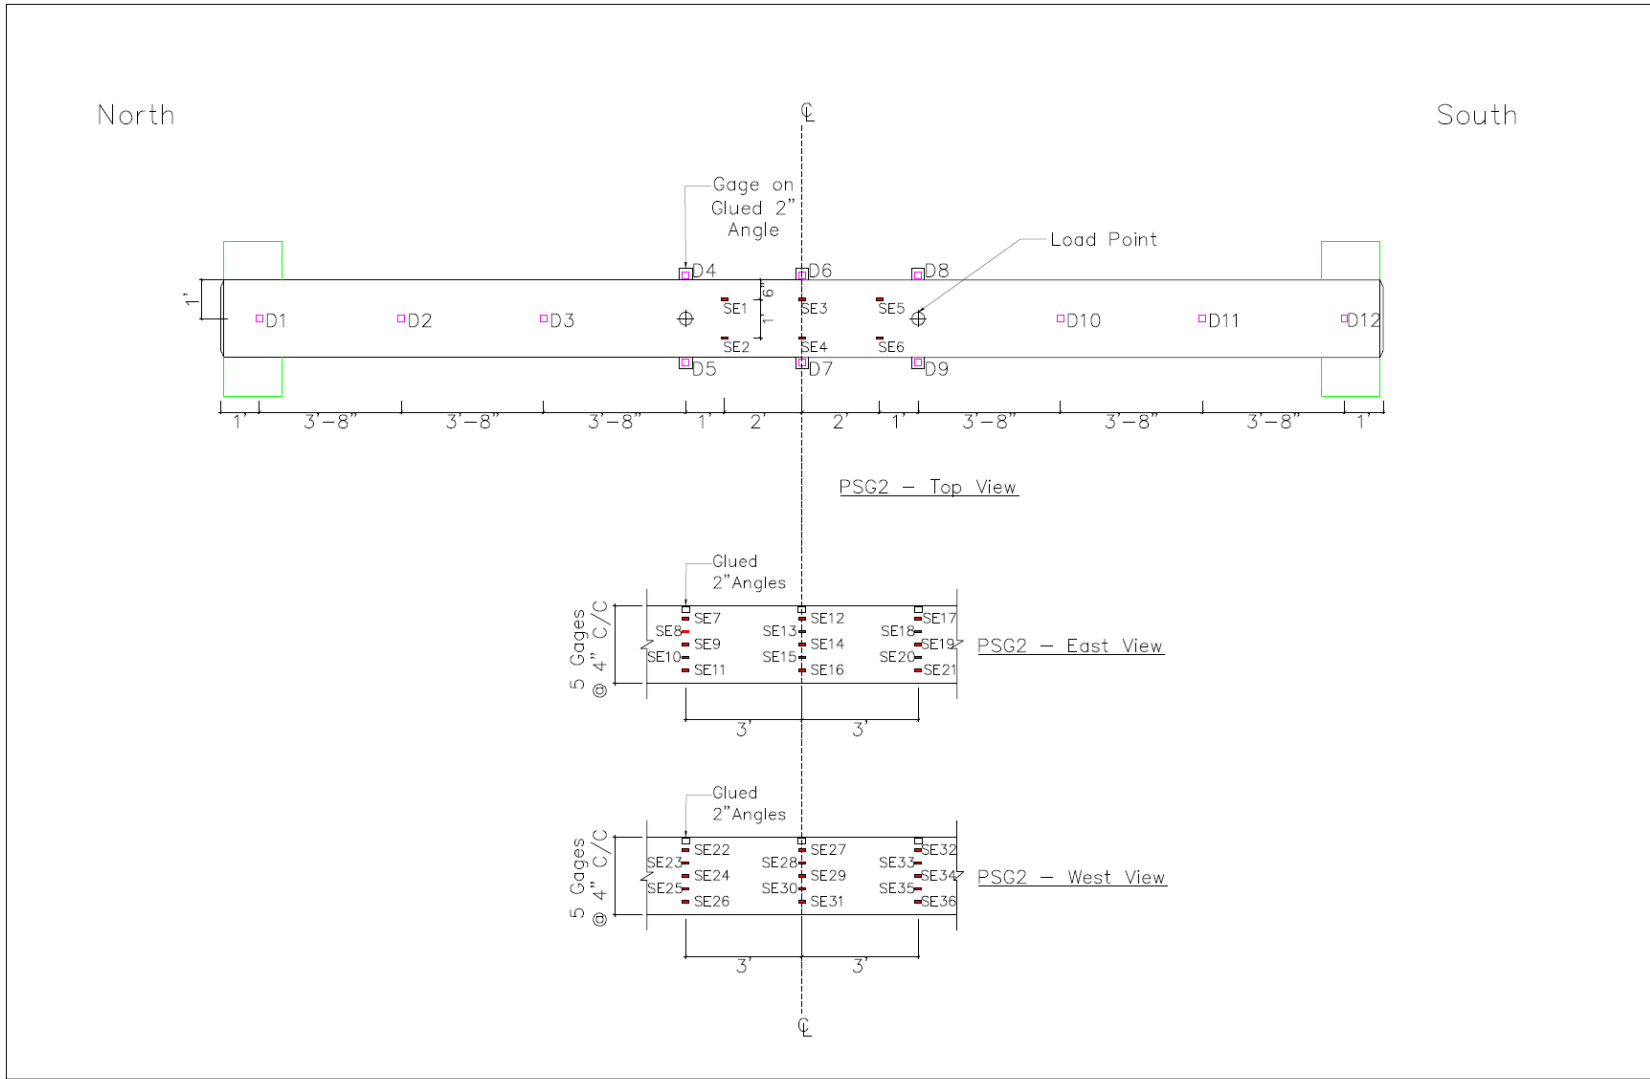 ℄
North
South
Gage on
Glued 2"
Angle
Load Point
D4
D6
D8
6"
1'
SE1
SE3
SE5
1'
D1
D2
D3
D10
D11
D12
SE2
SE4
SE6
D5
D7
D9
1'
3'-8"
3'-8"
3'-8"
1'
2'
2'
1'
3'-8"
3'-8"
3'-8"
1'
PSG2 - Top View
Glued
2"Angles
5 Gages
@ 4" C/C
SE7
SE12
SE17
SE8
SE13
SE18
SE9
SE14
SE19
SE10
SE15
SE20
SE11
SE16
SE21
PSG2 - East View
3'
3'
Glued
2"Angles
5 Gages
@ 4" C/C
SE22
SE27
SE32
SE23
SE28
SE33
SE24
SE29
SE34
SE25
SE30
SE35
SE26
SE31
SE36
PSG2 - West View
3'
3'
℄